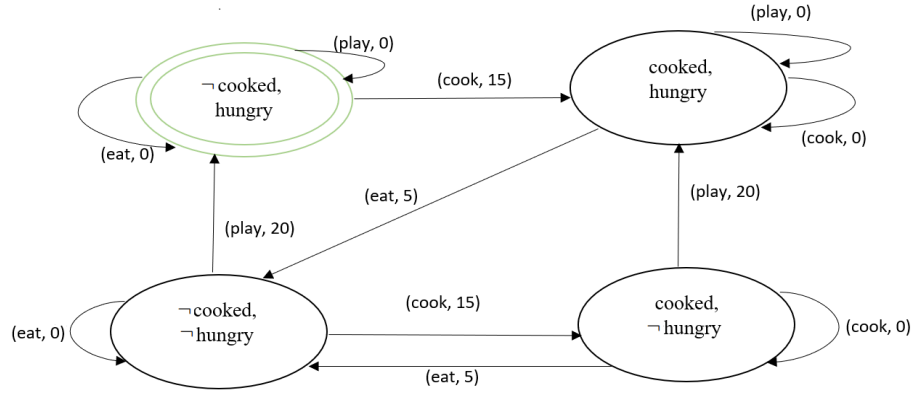 (play, 0)
(play, 0)
¬ cooked,
hungry
(cook, 15)
cooked,
hungry
(cook, 0)
(eat, 0)
(eat, 5)
(play, 20)
(play, 20)
¬cooked,
¬hungry
(cook, 15)
cooked,
¬ hungry
(eat, 0)
(cook, 0)
(eat, 5)